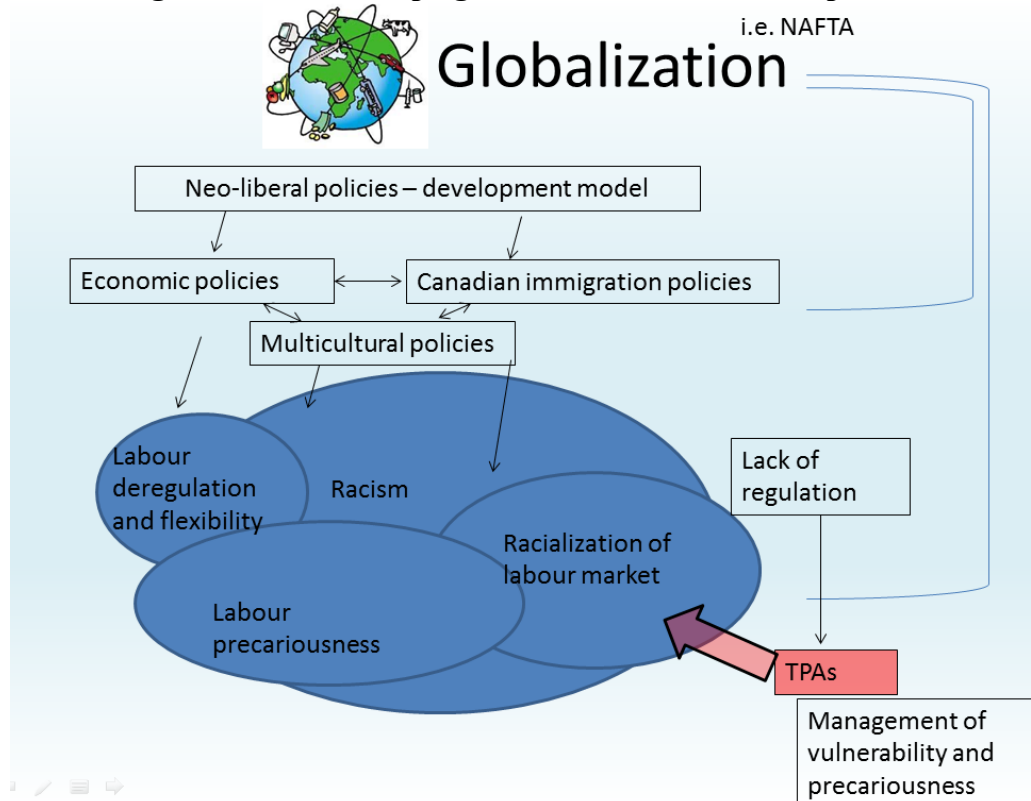 i.e. NAFTA
Globalization
Neo-liberal policies – development model
Economic policies
Canadian immigration policies
Multicultural policies
Labour
deregulation
and flexibility
Racism
Lack of
regulation
Racialization of
labour market
Labour
precariousness
TPAs
Management of
vulnerability and
precariousness